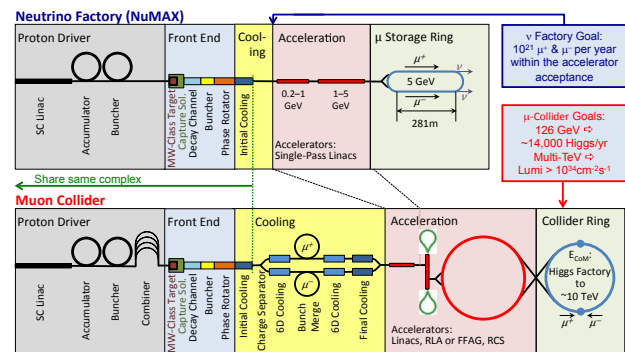 Neutrino Factory (NuMAX)
Proton Driver
SC Linac
Accumulator
Buncher
Front End
MW-Class Target
Capture Sol.
Decay Channel
Buncher
Phase Rotator
Cool-
ing
Initial Cooling
Acceleration
0.2–1
GeV
1–5
GeV
Accelerators:
Single-Pass Linacs
μ Storage Ring
μ+
5 GeV
μ−
ν
ν
281m
ν Factory Goal:
10²¹ μ+ & μ− per year
within the accelerator
acceptance
μ-Collider Goals:
126 GeV ⇨
~14,000 Higgs/yr
Multi-TeV ⇨
Lumi > 10³⁴cm⁻²s⁻¹
Share same complex
Muon Collider
Proton Driver
SC Linac
Accumulator
Buncher
Combiner
Front End
MW-Class Target
Capture Sol.
Decay Channel
Buncher
Phase Rotator
Cooling
Initial Cooling
Charge Separator
6D Cooling
μ+
μ−
Bunch
Merge
6D Cooling
Final Cooling
Acceleration
Accelerators:
Linacs, RLA or FFAG, RCS
Collider Ring
ECoM:
Higgs Factory
to
~10 TeV
μ+ μ−